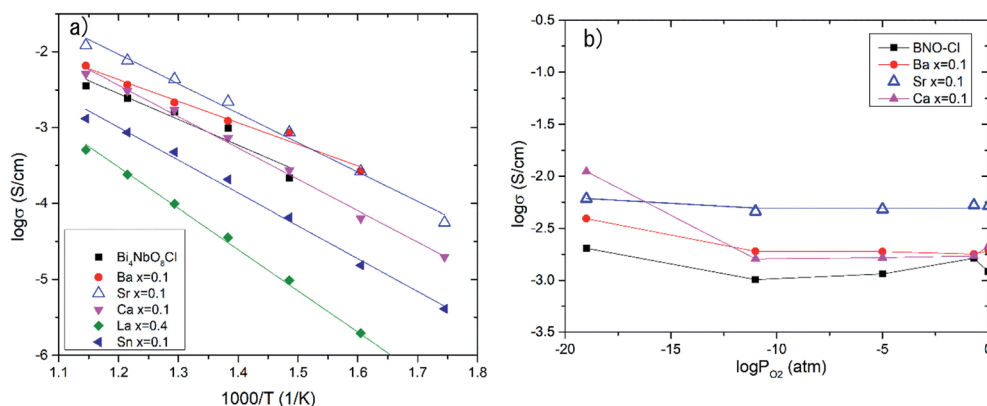 a)
logσ (S/cm)
-2
-3
-4
-5
-6
Bi₄NbO₈Cl
Ba x=0.1
Sr x=0.1
Ca x=0.1
La x=0.4
Sn x=0.1
1.1 1.2 1.3 1.4 1.5 1.6 1.7 1.8
1000/T (1/K)
b)
logσ (S/cm)
-0.5
-1.0
-1.5
-2.0
-2.5
-3.0
-3.5
BNO-Cl
Ba x=0.1
Sr x=0.1
Ca x=0.1
-20 -15 -10 -5 0
logP_O2 (atm)